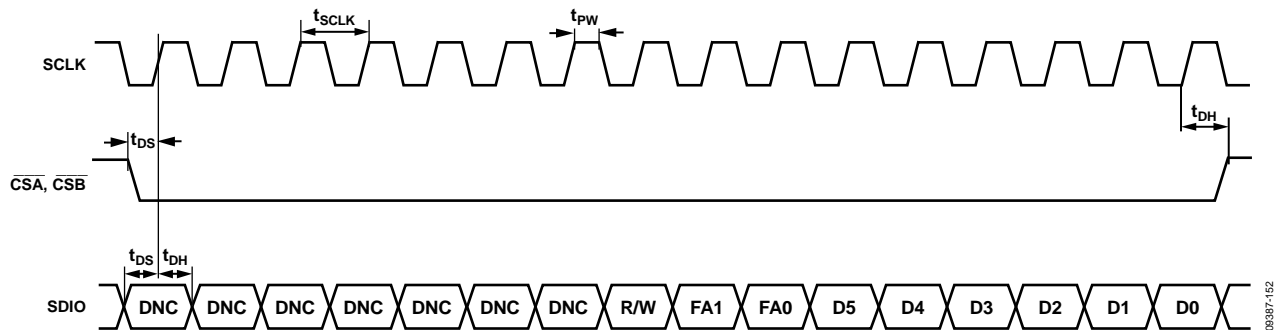 tSCLK
tPW
SCLK
tDS
tDH
CSA, CSB
tDS
tDH
SDIO
DNC
DNC
DNC
DNC
DNC
DNC
DNC
R/W
FA1
FA0
D5
D4
D3
D2
D1
D0
09387-152